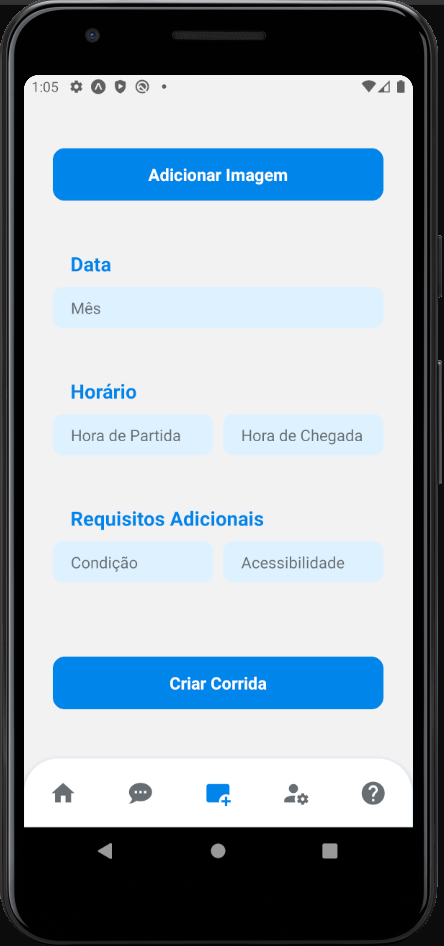 1:05
Adicionar Imagem
Data
Mês
Horário
Hora de Partida Hora de Chegada
Requisitos Adicionais
Condição Acessibilidade
Criar Corrida